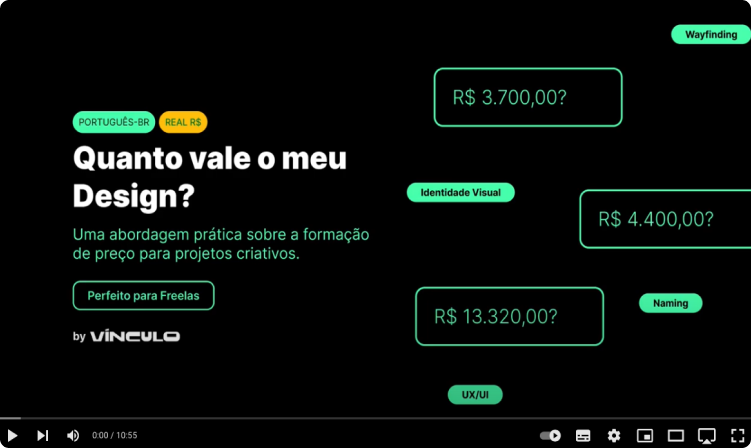 Wayfinding
R$ 3.700,00?
PORTUGUÊS-BR REAL R$
Quanto vale o meu
Design?
Identidade Visual
R$ 4.400,00?
Uma abordagem prática sobre a formação
de preço para projetos criativos.
Perfeito para Freelas
Naming
R$ 13.320,00?
by VÍNCULO
UX/UI
0:00 / 10:55